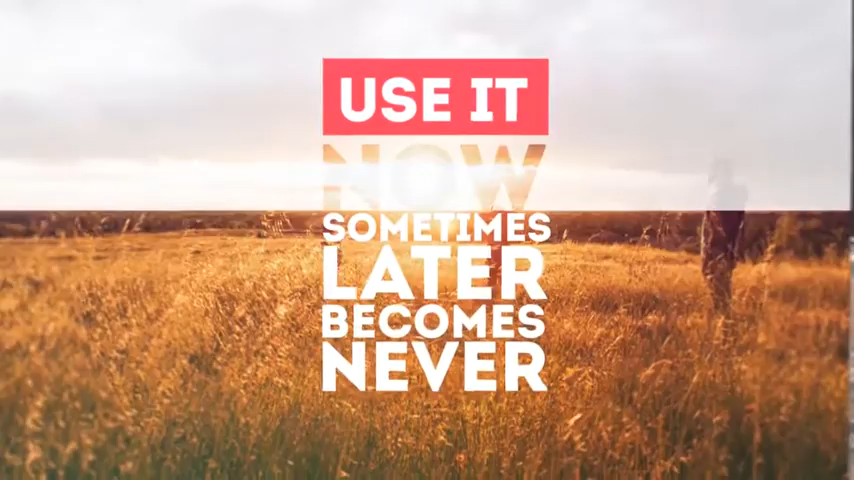 USE IT
NOW
SOMETIMES
LATER
BECOMES
NEVER